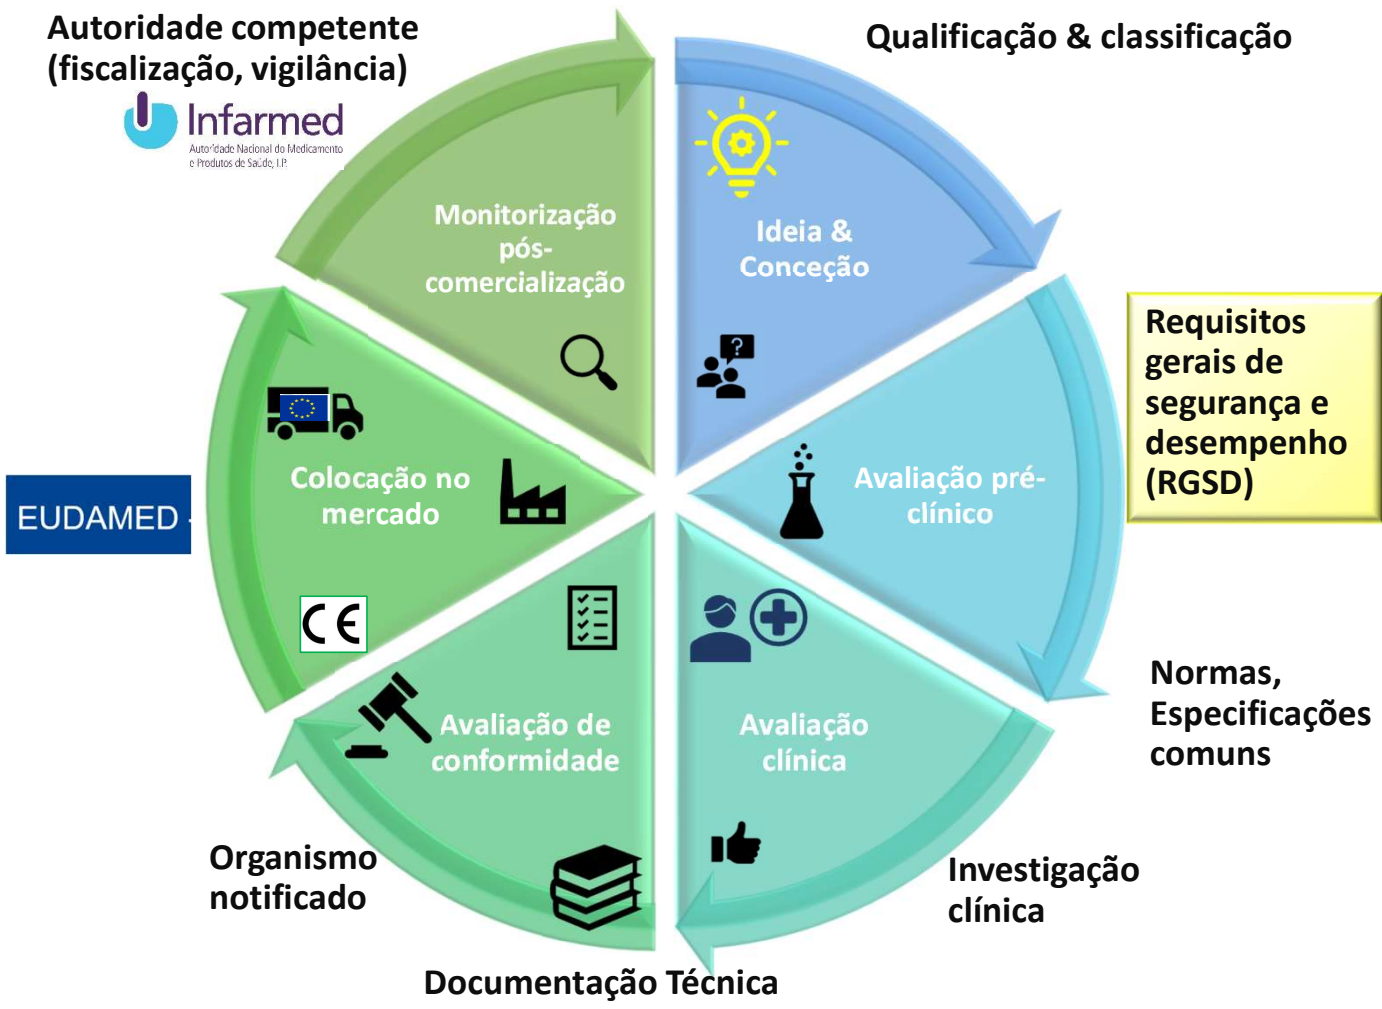 Autoridade competente
(fiscalização, vigilância)
Infarmed
Autoridade Nacional do Medicamento
e Produtos de Saúde, I.P.
Qualificação & classificação
Monitorização
pós-
comercialização
Ideia &
Conceção
?
Requisitos
gerais de
segurança e
desempenho
(RGSD)
Colocação no
mercado
Avaliação pré-
clínico
EUDAMED -
CE
Normas,
Especificações
comuns
Avaliação de
conformidade
Avaliação
clínica
Organismo
notificado
Investigação
clínica
Documentação Técnica